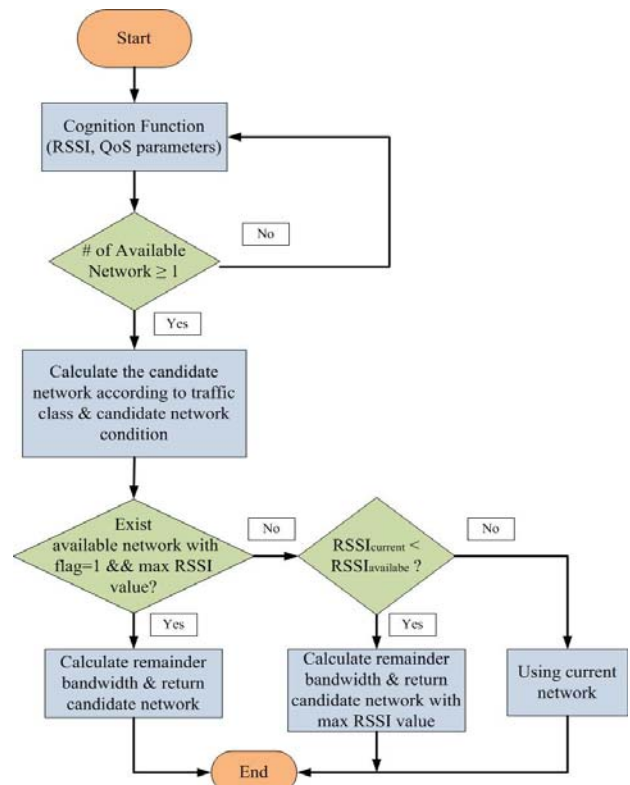 Start
Cognition Function
(RSSI, QoS parameters)
No
# of Available
Network ≥ 1
Yes
Calculate the candidate
network according to traffic
class & candidate network
condition
Exist
available network with
flag=1 && max RSSI
value?
No
RSSIcurrent <
RSSIavailabe ?
No
Yes
Yes
Calculate remainder
bandwidth & return
candidate network
Calculate remainder
bandwidth & return
candidate network with
max RSSI value
Using current
network
End